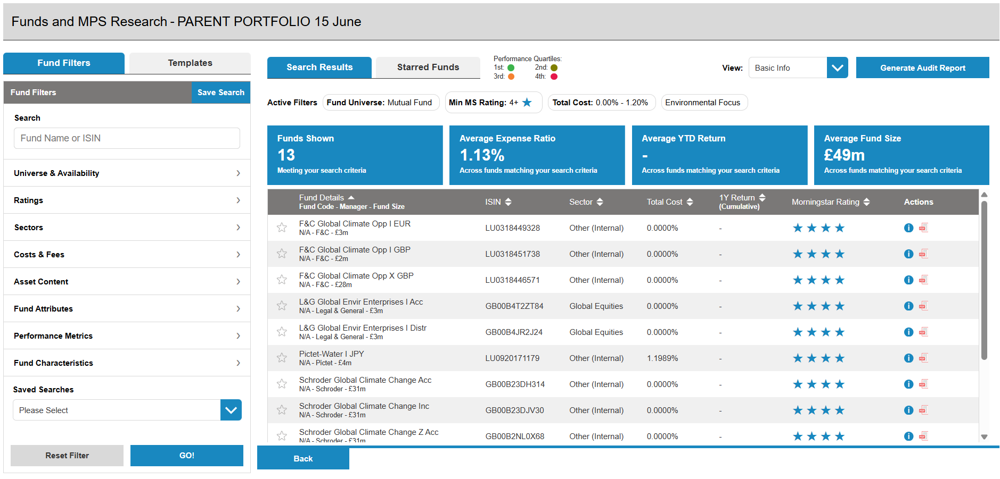 Funds and MPS Research - PARENT PORTFOLIO 15 June
Fund Filters
Templates
Fund Filters
Save Search
Search
Fund Name or ISIN
Universe & Availability
Ratings
Sectors
Costs & Fees
Asset Content
Fund Attributes
Performance Metrics
Fund Characteristics
Saved Searches
Please Select
Reset Filter
GO!
Search Results
Starred Funds
Performance Quartiles:
1st: 2nd:
3rd: 4th:
View: Basic Info
Generate Audit Report
Active Filters Fund Universe: Mutual Fund Min MS Rating: 4+ Total Cost: 0.00% - 1.20% Environmental Focus
Funds Shown
13
Meeting your search criteria
Average Expense Ratio
1.13%
Across funds matching your search criteria
Average YTD Return
-
Across funds matching your search criteria
Average Fund Size
£49m
Across funds matching your search criteria
Fund Details
Fund Code - Manager - Fund Size
ISIN
Sector
Total Cost
1Y Return
(Cumulative)
Morningstar Rating
Actions
F&C Global Climate Opp I EUR
N/A - F&C - £3m
LU0318449328 Other (Internal) 0.0000% -
F&C Global Climate Opp I GBP
N/A - F&C - £2m
LU0318451738 Other (Internal) 0.0000% -
F&C Global Climate Opp X GBP
N/A - F&C - £28m
LU0318446571 Other (Internal) 0.0000% -
L&G Global Envir Enterprises I Acc
N/A - Legal & General - £3m
GB00B4T2ZT84 Global Equities 0.0000% -
L&G Global Envir Enterprises I Distr
N/A - Legal & General - £3m
GB00B4JR2J24 Global Equities 0.0000% -
Pictet-Water I JPY
N/A - Pictet - £4m
LU0920171179 Other (Internal) 1.1989% -
Schroder Global Climate Change Acc
N/A - Schroder - £31m
GB00B23DH314 Other (Internal) 0.0000% -
Schroder Global Climate Change Inc
N/A - Schroder - £31m
GB00B23DJV30 Other (Internal) 0.0000% -
Schroder Global Climate Change Z Acc
N/A - Schroder - £31m
GB00B2NL0X68 Other (Internal) 0.0000% -
Back